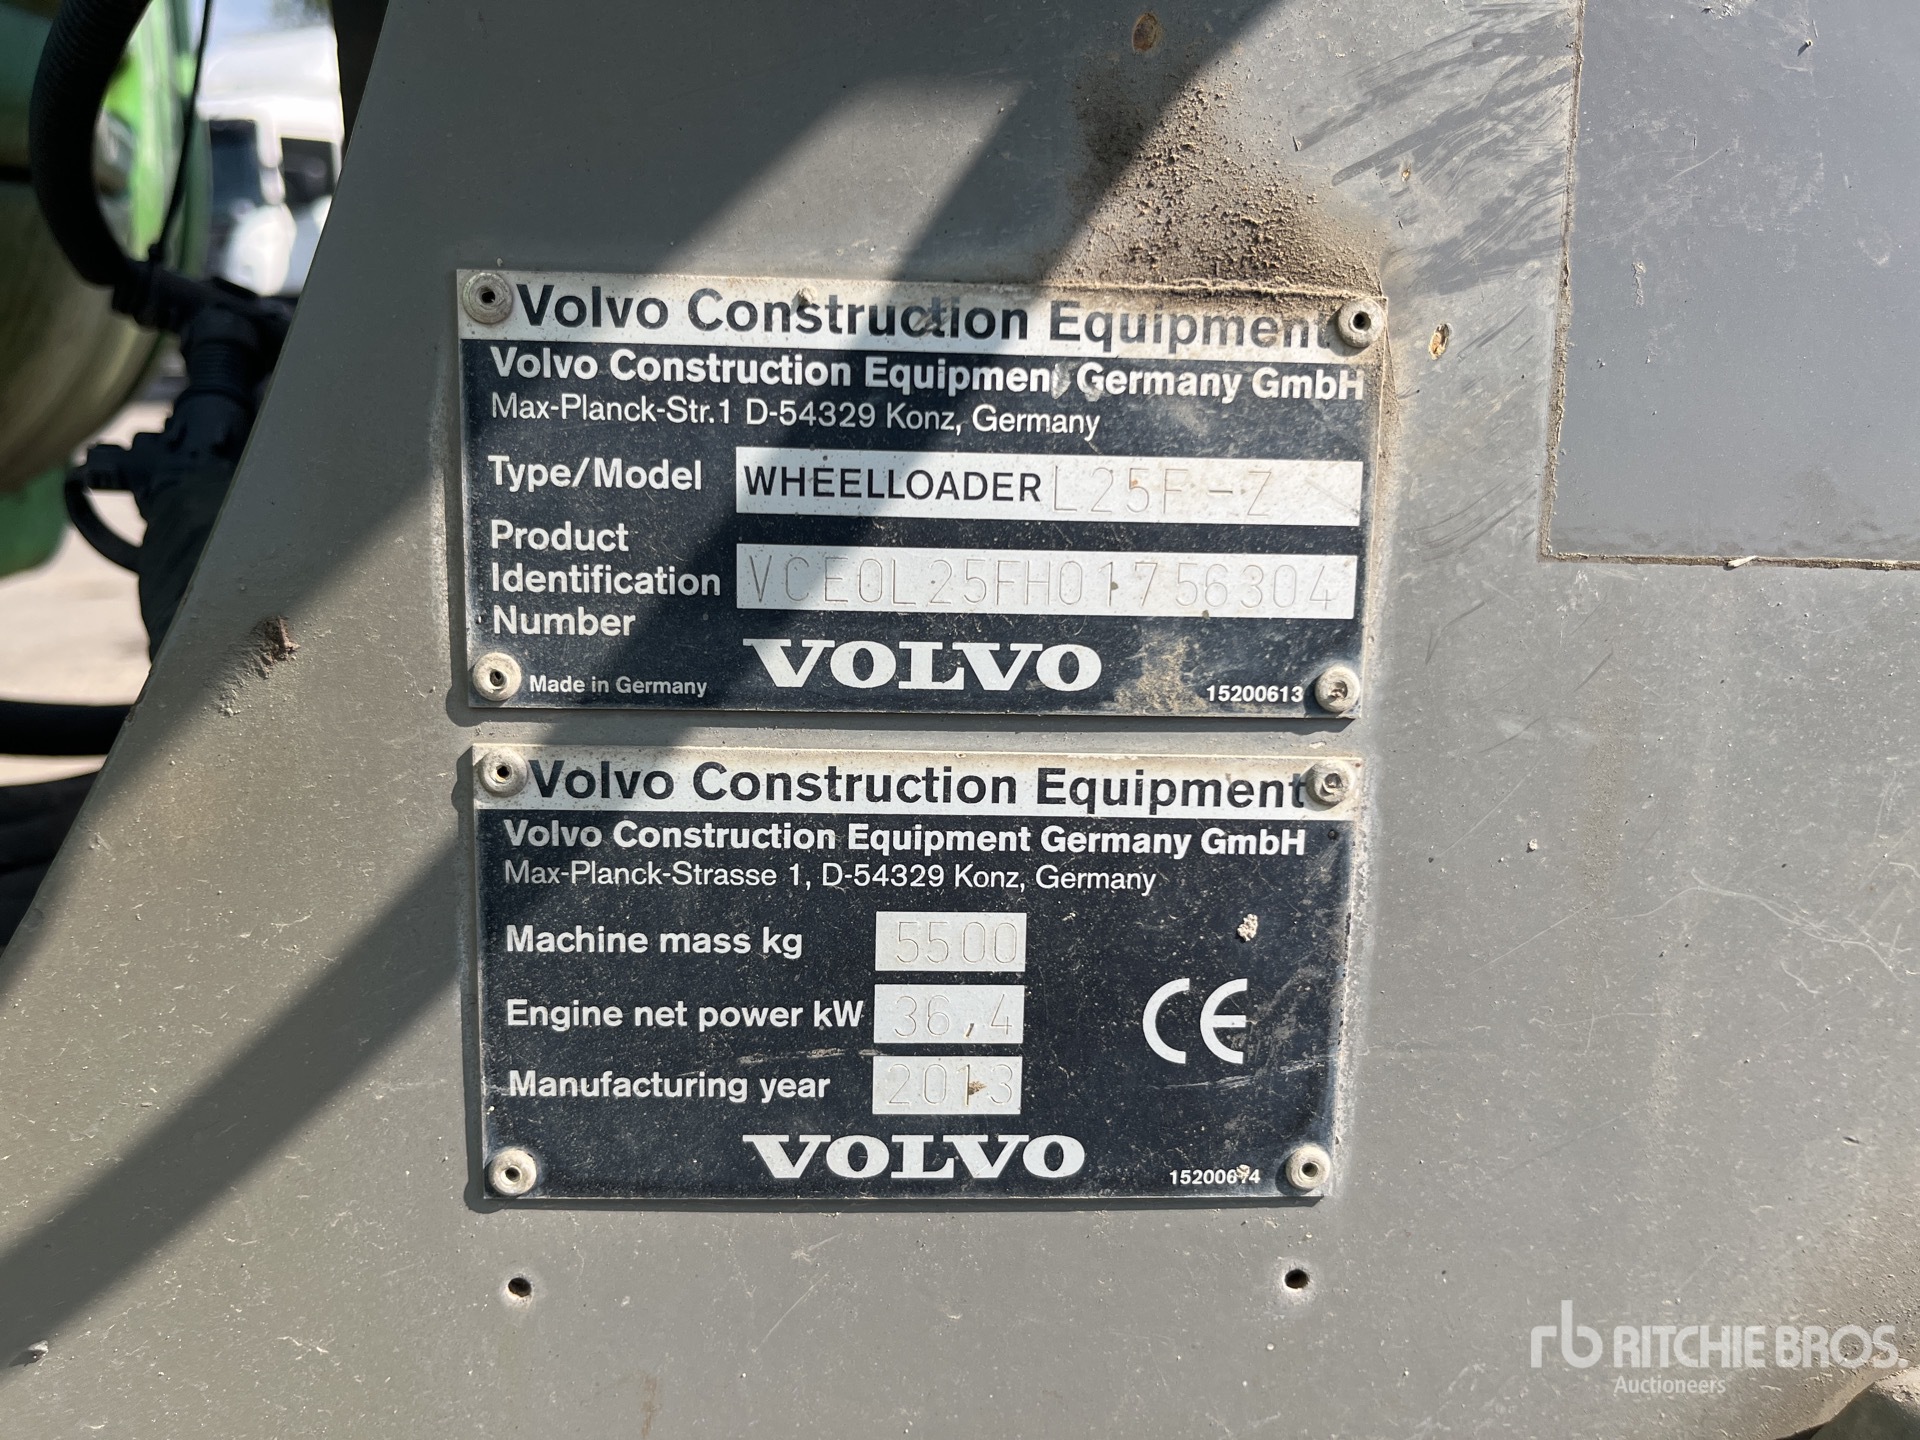 Volvo Construction Equipment
Volvo Construction Equipment Germany GmbH
Max-Planck-Str.1 D-54329 Konz, Germany
Type/Model WHEELLOADER L25F-Z
Product
Identification
Number
VCE0L25FH01756304
VOLVO
Made in Germany
15200613
Volvo Construction Equipment
Volvo Construction Equipment Germany GmbH
Max-Planck-Strasse 1, D-54329 Konz, Germany
Machine mass kg 5500
Engine net power kW 36,4
Manufacturing year 2013
CE
VOLVO
15200614
rb RITCHIE BROS.
Auctioneers